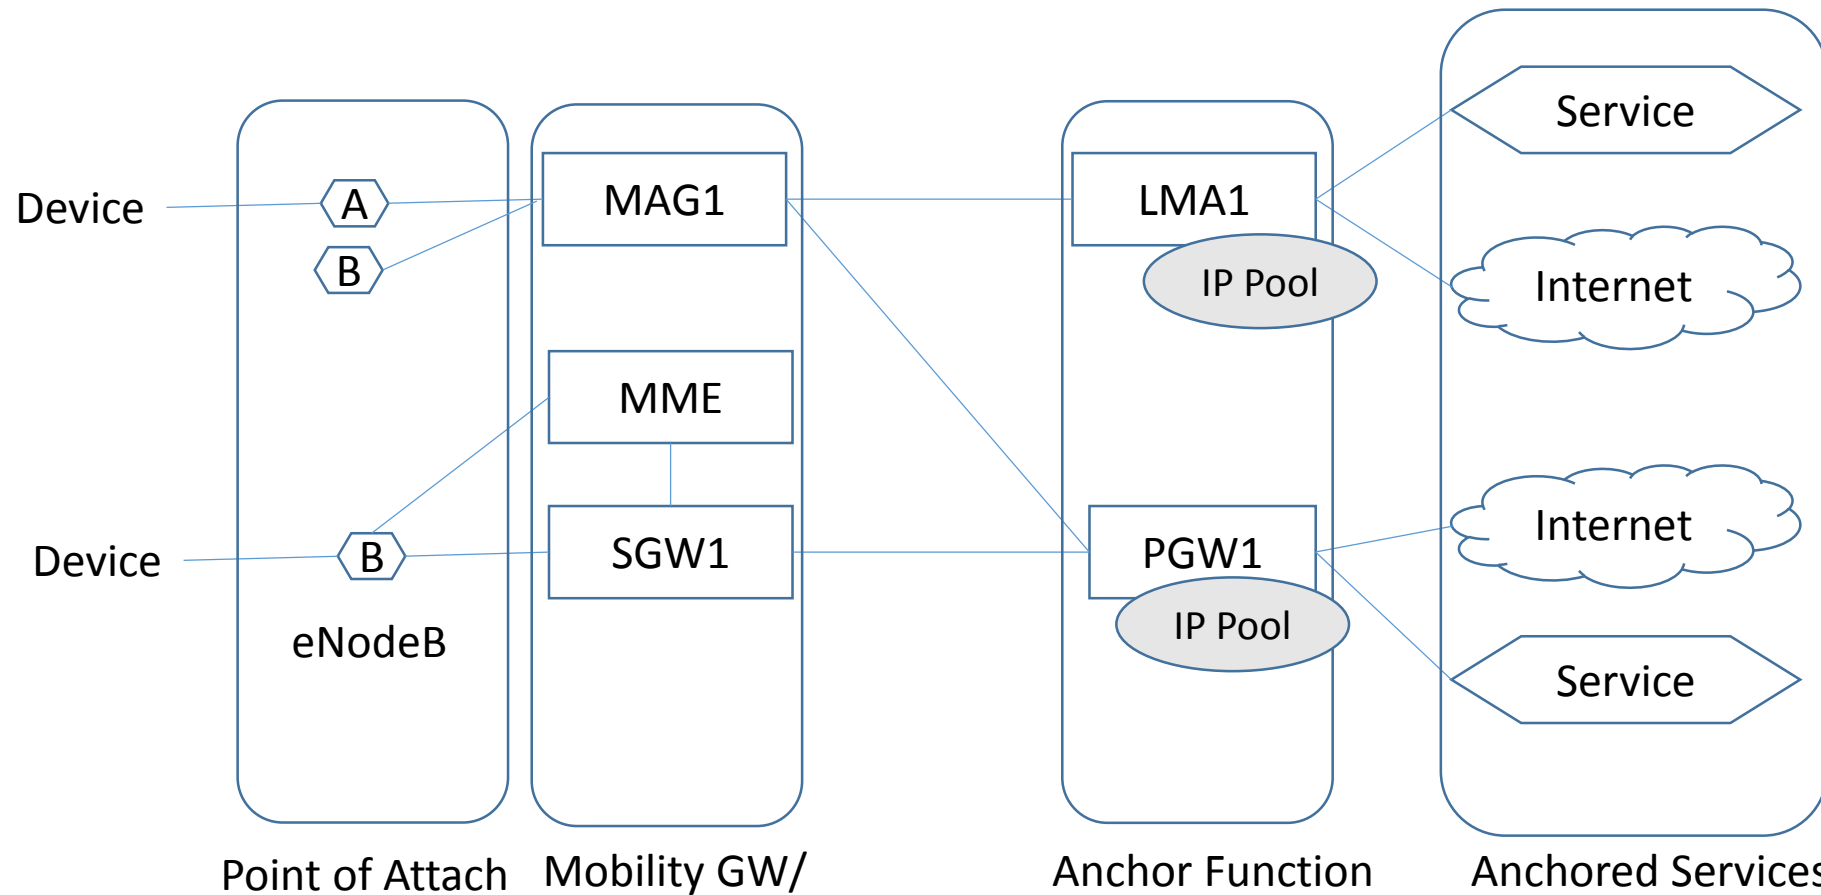 Service
A
MAG1
LMA1
Device
B
IP Pool
Internet
MME
Internet
B
SGW1
PGW1
Device
IP Pool
eNodeB
Service
Point of Attach
Mobility GW/
Anchor Function
Anchored Services